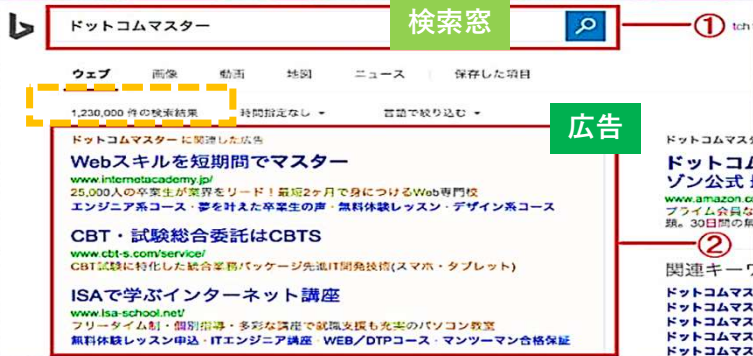 ドットコムマスター
検索窓
①
tch
ウェブ 画像 動画 地図 ニュース 保存した項目
1,230,000 件の検索結果 時間指定なし 言語で絞り込む
広告
ドットコムマスター に関連した広告
Webスキルを短期間でマスター
www.internetacademy.jp/
25,000人の卒業生が業界をリード！最短2ヶ月で身につけるWeb専門校
エンジニア系コース · 夢を叶えた卒業生の声 · 無料体験レッスン · デザイン系コース
CBT・試験総合委託はCBTS
www.cbt-s.com/service/
CBT試験に特化した統合業務パッケージ先進IT開発技術(スマホ・タブレット)
ISAで学ぶインターネット講座
www.isa-school.net/
フリータイム制・個別指導・多彩な講座で就職支援も充実のパソコン教室
無料体験レッスン申込 · ITエンジニア講座 · WEB／DTPコース · マンツーマン合格保証
ドットコムマス
ドットコム
ゾン公式
www.amazon.co
プライム会員な
題。30日間の無
②
関連キーワ
ドットコムマス
ドットコムマス
ドットコムマス
ドットコムマス
ドットコムマス